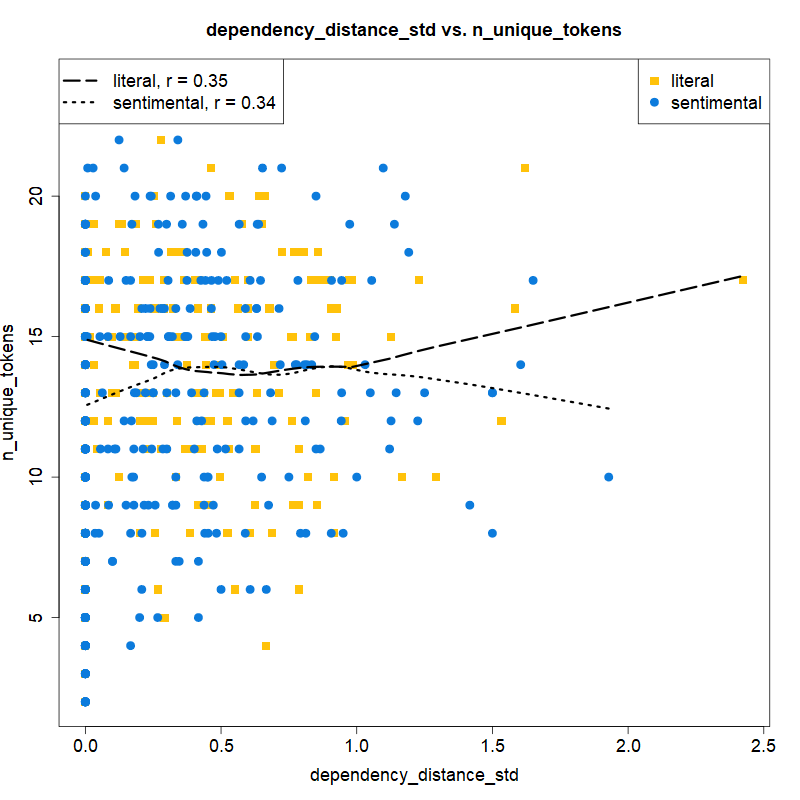 dependency_distance_std vs. n_unique_tokens
literal, r = 0.35
sentimental, r = 0.34
literal
sentimental
n_unique_tokens
20
15
10
5
0.0 0.5 1.0 1.5 2.0 2.5
dependency_distance_std